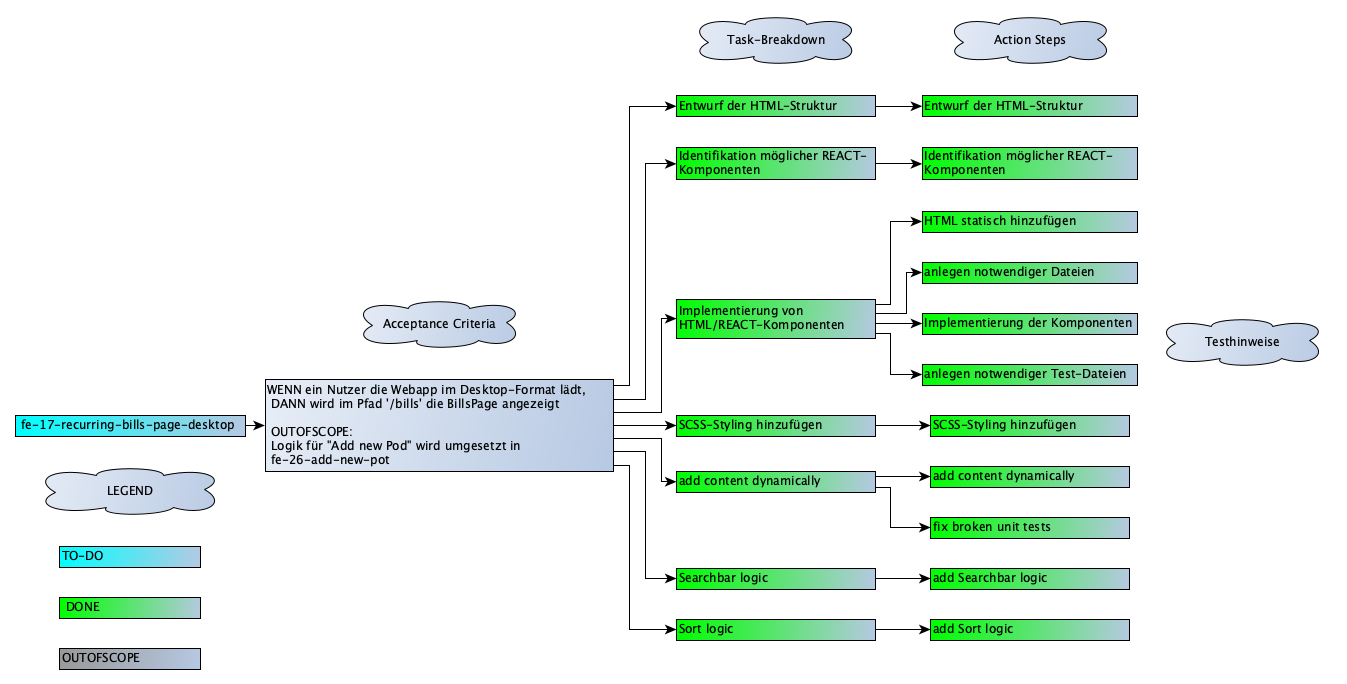 Task-Breakdown
Action Steps
Entwurf der HTML-Struktur
Entwurf der HTML-Struktur
Identifikation möglicher REACT-
Komponenten
Identifikation möglicher REACT-
Komponenten
HTML statisch hinzufügen
anlegen notwendiger Dateien
Implementierung von
HTML/REACT-Komponenten
Implementierung der Komponenten
anlegen notwendiger Test-Dateien
Acceptance Criteria
Testhinweise
fe-17-recurring-bills-page-desktop
WENN ein Nutzer die Webapp im Desktop-Format lädt,
DANN wird im Pfad '/bills' die BillsPage angezeigt
OUTOFSCOPE:
Logik für "Add new Pod" wird umgesetzt in
fe-26-add-new-pot
SCSS-Styling hinzufügen
SCSS-Styling hinzufügen
add content dynamically
add content dynamically
fix broken unit tests
Searchbar logic
add Searchbar logic
Sort logic
add Sort logic
LEGEND
TO-DO
DONE
OUTOFSCOPE